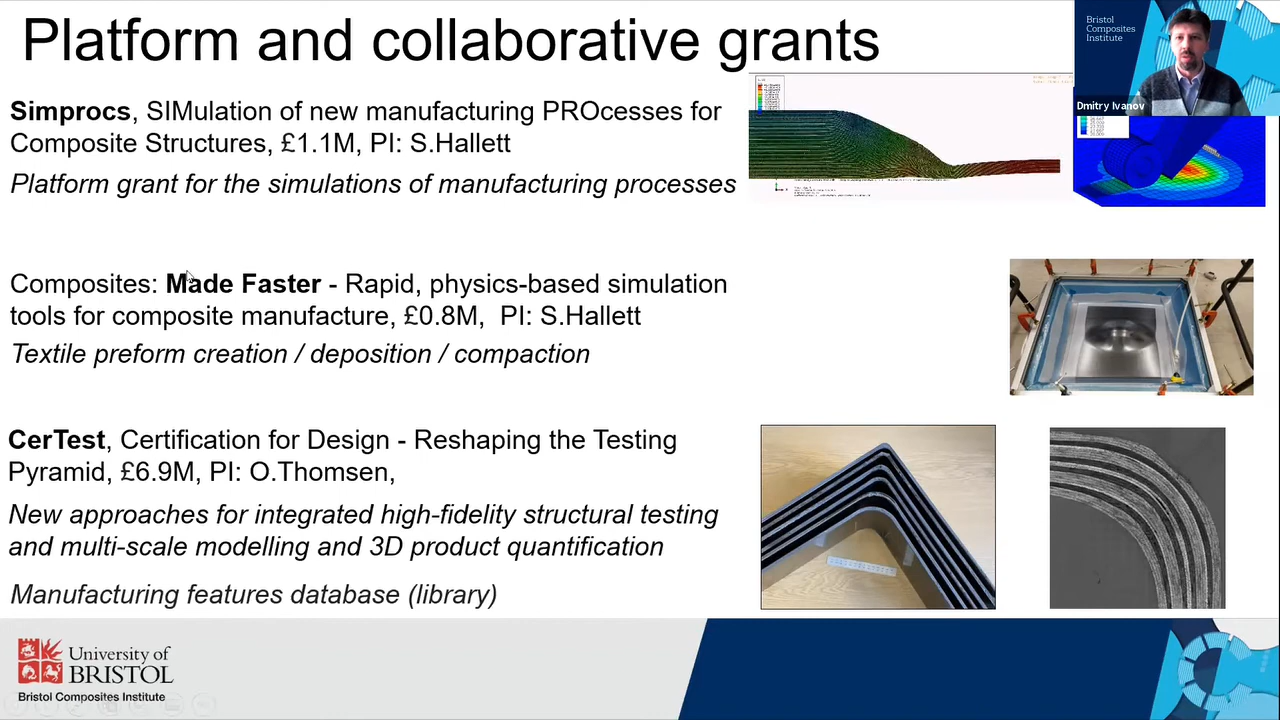 Platform and collaborative grants
Bristol
Composites
Institute
Dmitry Ivanov
Simprocs, SIMulation of new manufacturing PROcesses for
Composite Structures, £1.1M, PI: S.Hallett
Platform grant for the simulations of manufacturing processes
Composites: Made Faster - Rapid, physics-based simulation
tools for composite manufacture, £0.8M, PI: S.Hallett
Textile preform creation / deposition / compaction
CerTest, Certification for Design - Reshaping the Testing
Pyramid, £6.9M, PI: O.Thomsen,
New approaches for integrated high-fidelity structural testing
and multi-scale modelling and 3D product quantification
Manufacturing features database (library)
University of
BRISTOL
Bristol Composites Institute